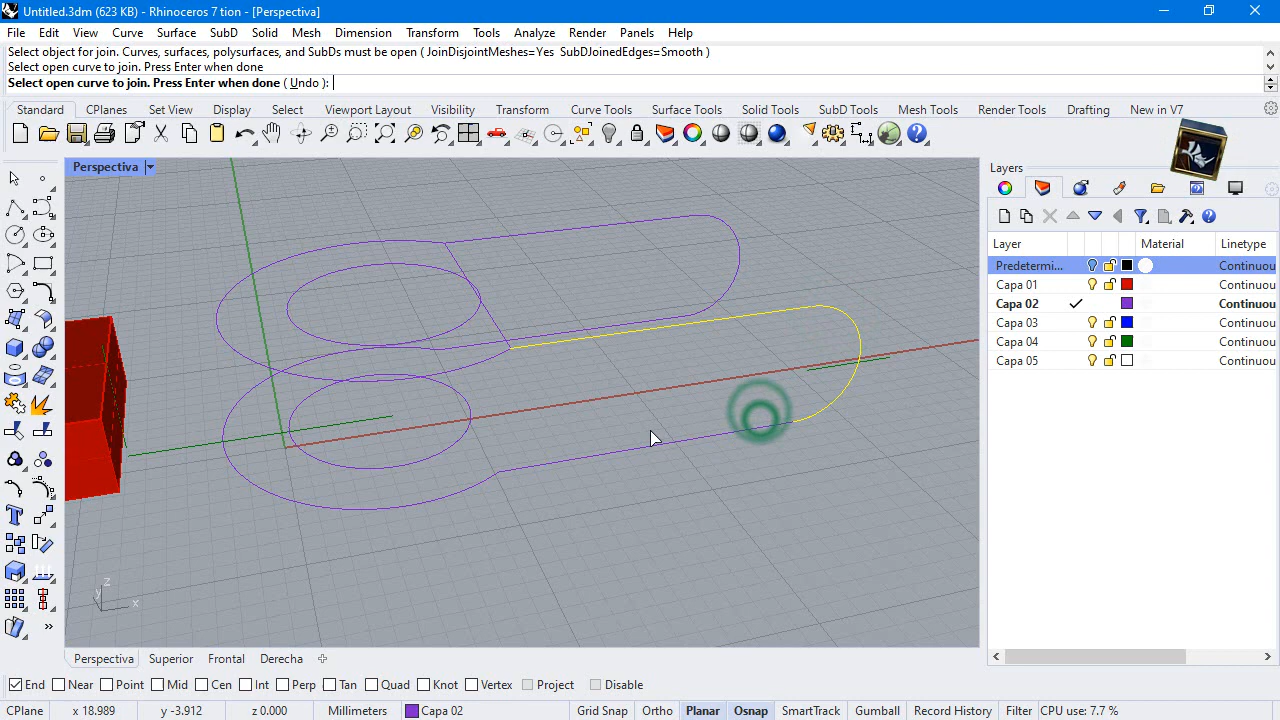 Untitled.3dm (623 KB) - Rhinoceros 7 tion - [Perspectiva]
File Edit View Curve Surface SubD Solid Mesh Dimension Transform Tools Analyze Render Panels Help
Select object for join. Curves, surfaces, polysurfaces, and SubDs must be open ( JoinDisjointMeshes=Yes SubDJoinedEdges=Smooth )
Select open curve to join. Press Enter when done
Select open curve to join. Press Enter when done ( Undo ):
Standard CPlanes Set View Display Select Viewport Layout Visibility Transform Curve Tools Surface Tools Solid Tools SubD Tools Mesh Tools Render Tools Drafting New in V7
Perspectiva
Layers
Layer Material Linetype
Predetermi... Continuou
Capa 01 Continuou
Capa 02 Continuou
Capa 03 Continuou
Capa 04 Continuou
Capa 05 Continuou
z
y
x
Perspectiva Superior Frontal Derecha
End Near Point Mid Cen Int Perp Tan Quad Knot Vertex Project Disable
CPlane x 18.989 y -3.912 z 0.000 Millimeters Capa 02 Grid Snap Ortho Planar Osnap SmartTrack Gumball Record History Filter CPU use: 7.7 %